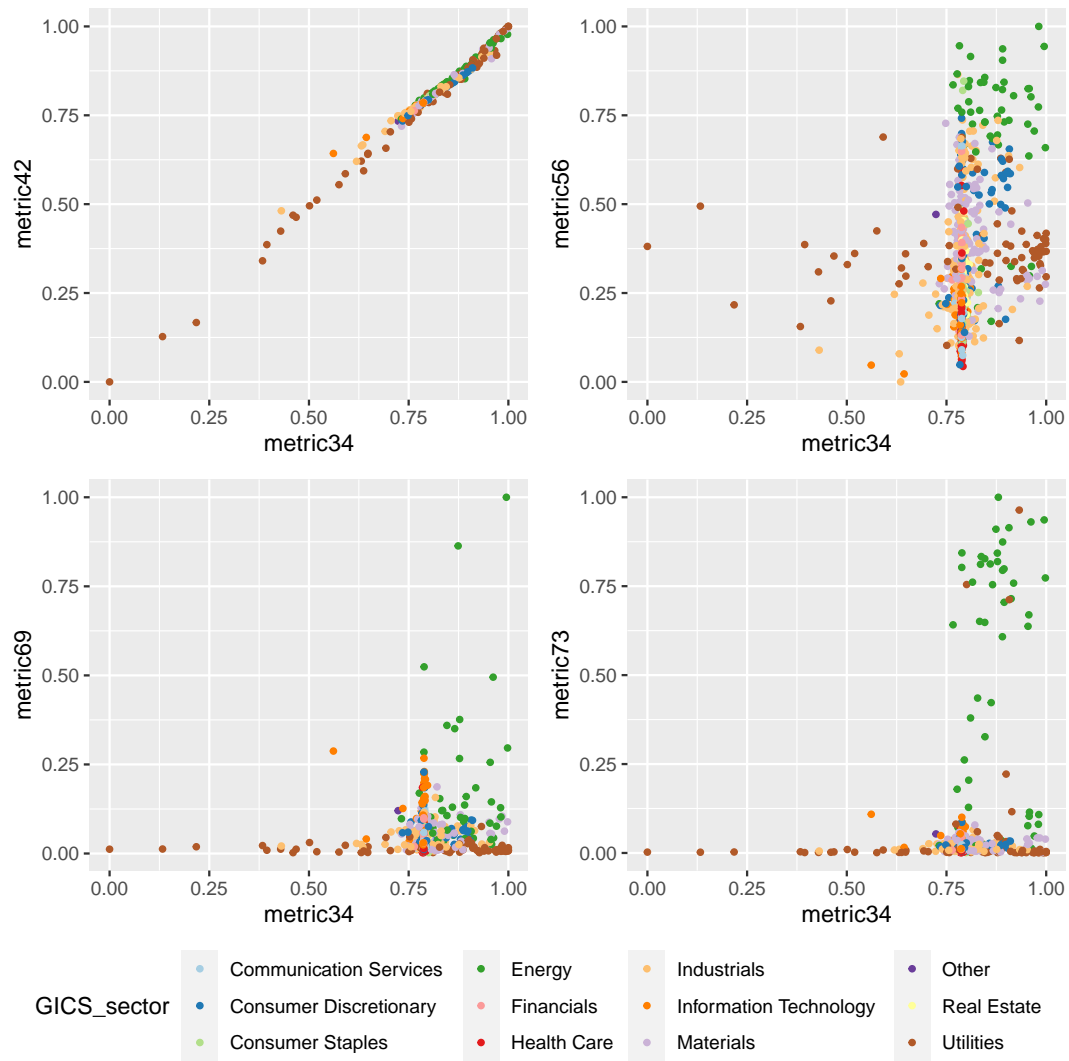 1.00
0.75
0.50
0.25
0.00
metric42
0.00 0.25 0.50 0.75 1.00
metric34
1.00
0.75
0.50
0.25
0.00
metric56
0.00 0.25 0.50 0.75 1.00
metric34
1.00
0.75
0.50
0.25
0.00
metric69
0.00 0.25 0.50 0.75 1.00
metric34
1.00
0.75
0.50
0.25
0.00
metric73
0.00 0.25 0.50 0.75 1.00
metric34
GICS_sector
Communication Services
Consumer Discretionary
Consumer Staples
Energy
Financials
Health Care
Industrials
Information Technology
Materials
Other
Real Estate
Utilities